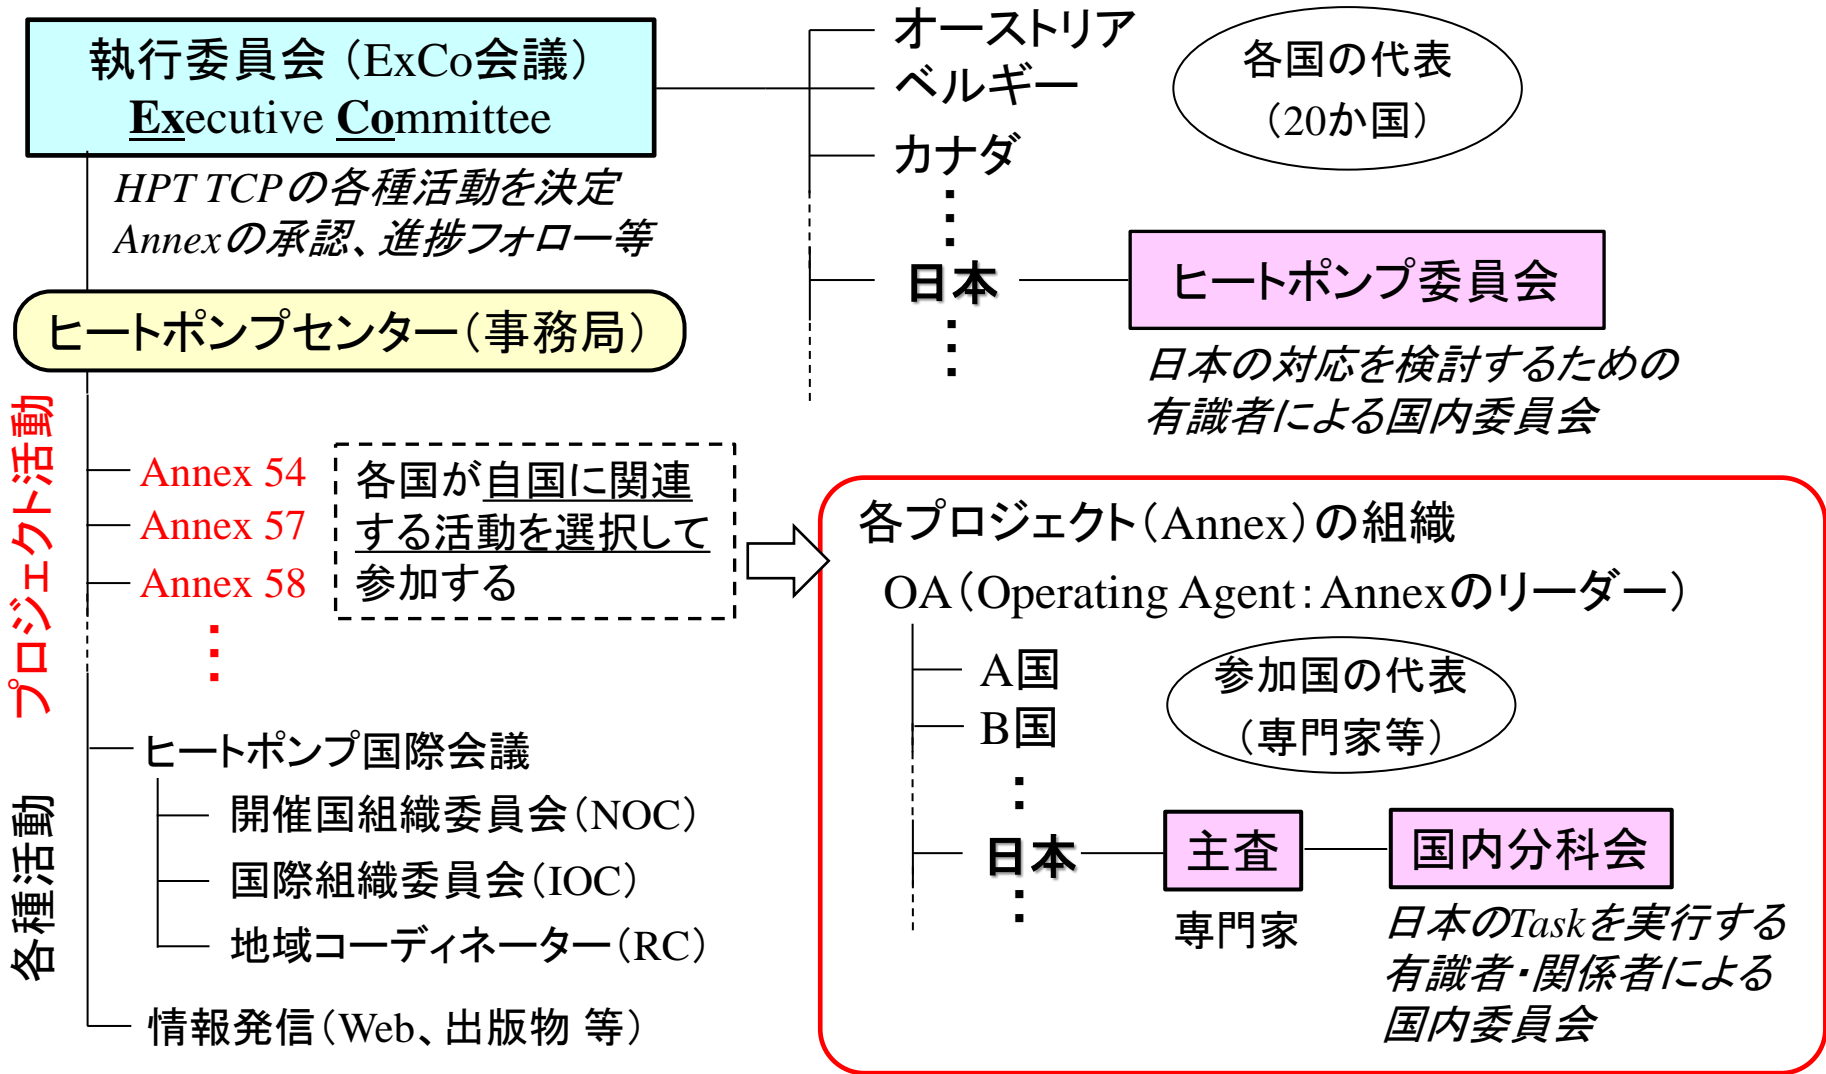 執行委員会（ExCo会議）
Executive Committee
HPT TCPの各種活動を決定
Annexの承認、進捗フォロー等
ヒートポンプセンター（事務局）
オーストリア
ベルギー
カナダ
日本
各国の代表
（20か国）
ヒートポンプ委員会
日本の対応を検討するための
有識者による国内委員会
プロジェクト活動
Annex 54
Annex 57
Annex 58
各国が自国に関連
する活動を選択して
参加する
各種活動
ヒートポンプ国際会議
開催国組織委員会（NOC）
国際組織委員会（IOC）
地域コーディネーター（RC）
情報発信（Web、出版物 等）
各プロジェクト（Annex）の組織
OA（Operating Agent：Annexのリーダー）
A国
B国
日本
参加国の代表
（専門家等）
主査
専門家
国内分科会
日本のTaskを実行する
有識者・関係者による
国内委員会